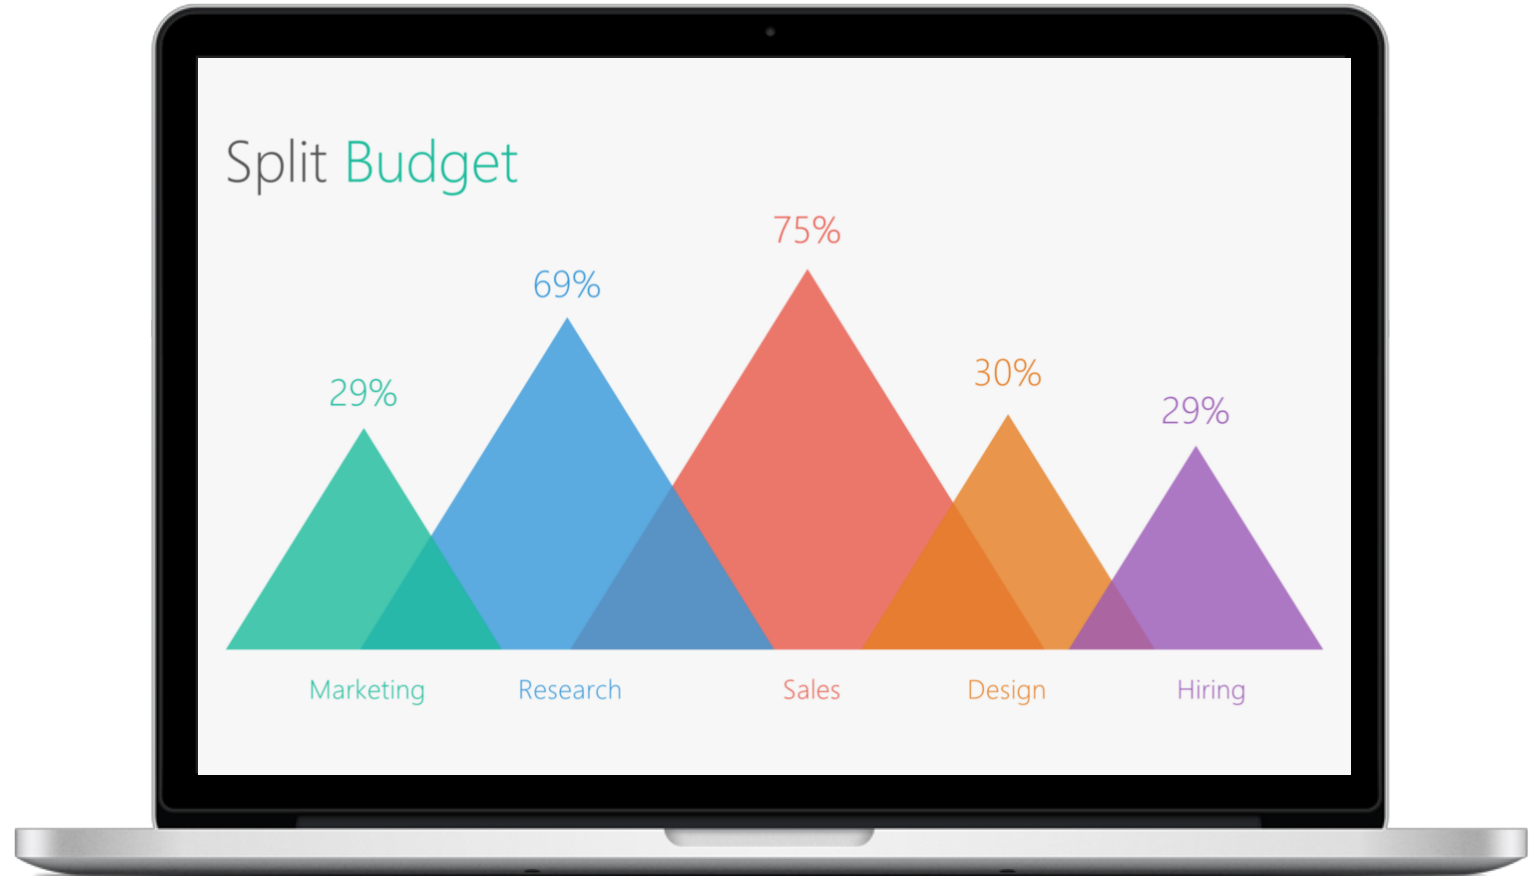 Split Budget
75%
69%
30%
29%
29%
Marketing Research Sales Design Hiring